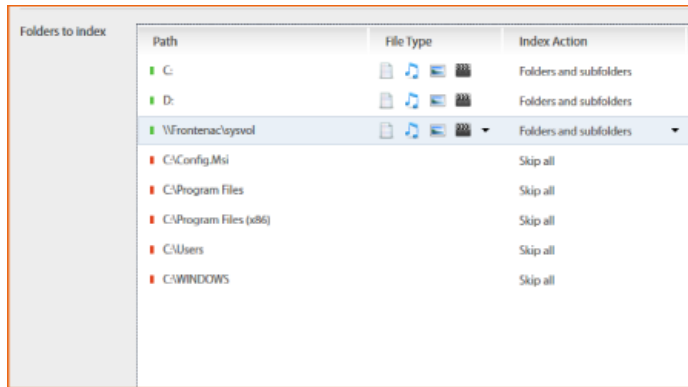 Folders to index
Path File Type Index Action
C: Folders and subfolders
D: Folders and subfolders
\\Frontenac\sysvol Folders and subfolders
C:\Config.Msi Skip all
C:\Program Files Skip all
C:\Program Files (x86) Skip all
C:\Users Skip all
C:\WINDOWS Skip all